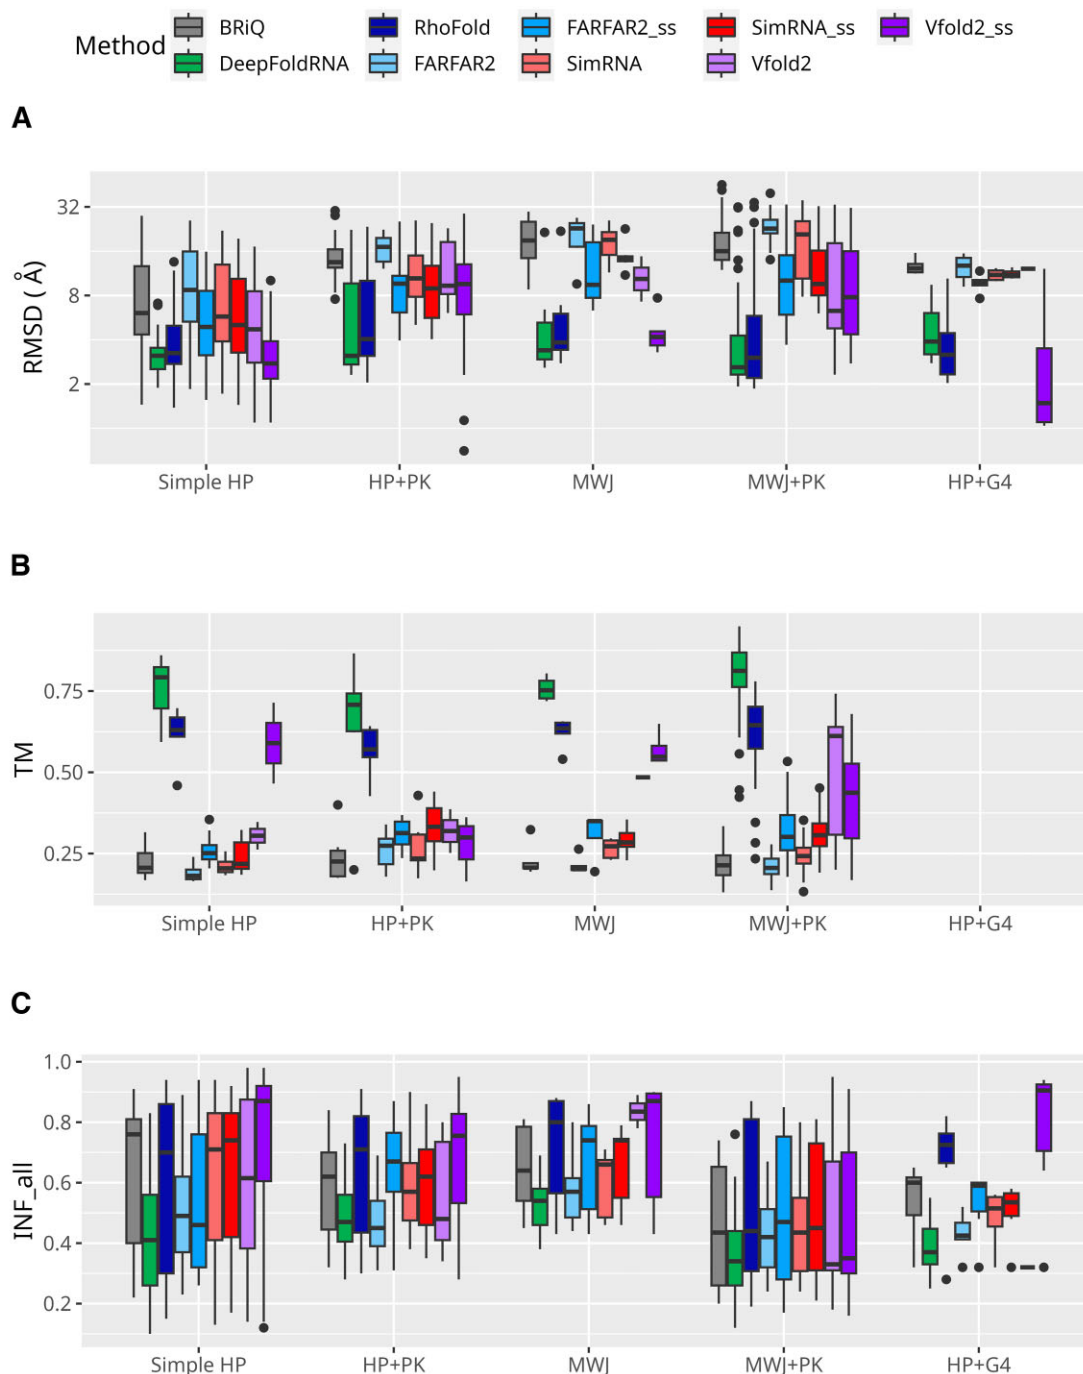 Method BRiQ RhoFold FARFAR2_ss SimRNA_ss Vfold2_ss
DeepFoldRNA FARFAR2 SimRNA Vfold2
A
32
8
2
RMSD (Å)
Simple HP HP+PK MWJ MWJ+PK HP+G4
B
0.75
0.50
0.25
TM
Simple HP HP+PK MWJ MWJ+PK HP+G4
C
1.0
0.8
0.6
0.4
0.2
INF_all
Simple HP HP+PK MWJ MWJ+PK HP+G4